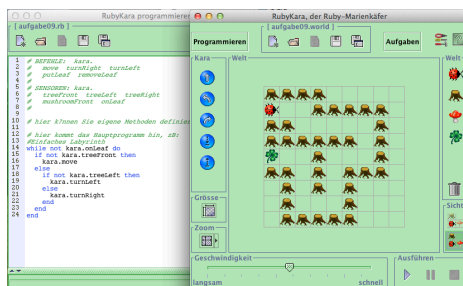 RubyKara programmieren
[ aufgabe09.rb ]
1 # BEFEHLE: kara.
2 # move turnRight turnLeft
3 # putLeaf removeLeaf
4 #
5 # SENSOREN: kara.
6 # treeFront treeLeft treeRight
7 # mushroomFront onLeaf
8 #
9
10 # hier k?nnen Sie eigene Methoden definie
11
12 # hier kommt das Hauptprogramm hin, zB:
13 #Einfaches Labyrinth
14 while not kara.onLeaf do
15 if not kara.treeFront then
16 kara.move
17 else
18 if not kara.treeLeft then
19 kara.turnLeft
20 else
21 kara.turnRight
22 end
23 end
24 end
RubyKara, der Ruby-Marienkäfer
[ aufgabe09.world ]
Programmieren
Aufgaben
Kara
Welt
Welt
Grösse
Zoom
Sicht
Geschwindigkeit
langsam
schnell
Ausführen